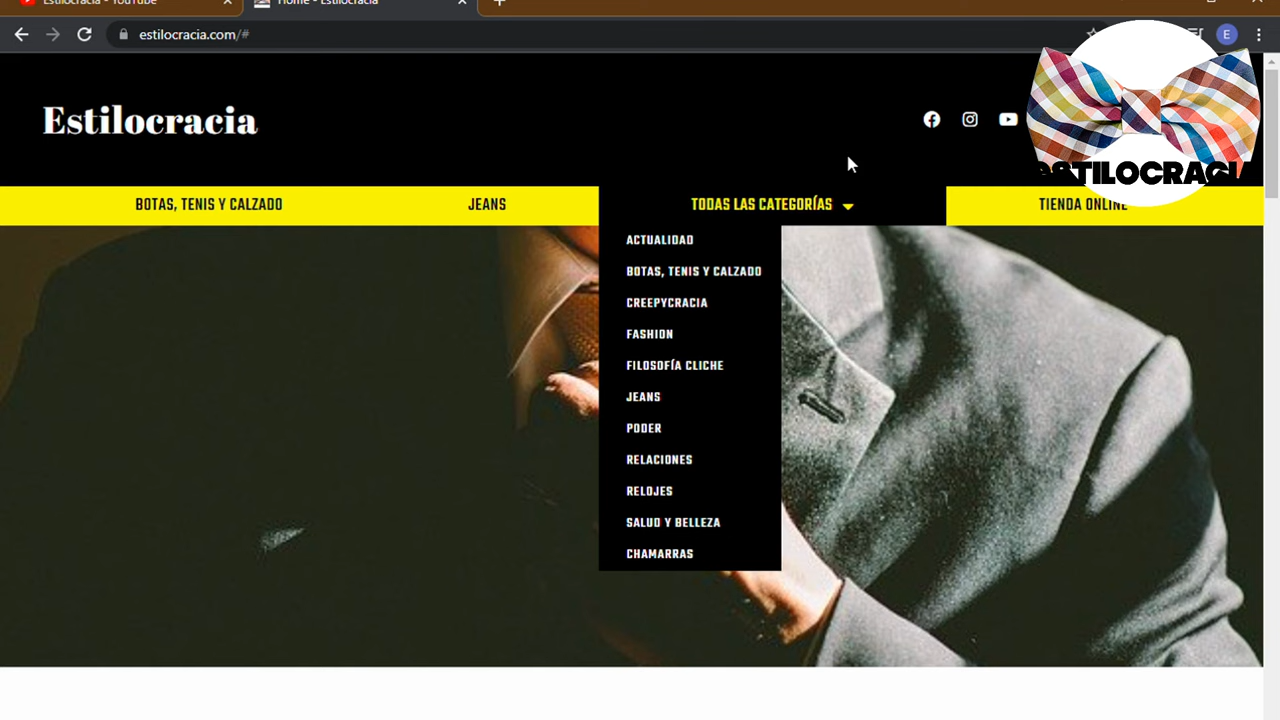 Estilocracia - YouTube
Home - Estilocracia
estilocracia.com/#
E
Estilocracia
ESTILOCRACIA
BOTAS, TENIS Y CALZADO
JEANS
TODAS LAS CATEGORÍAS
TIENDA ONLINE
ACTUALIDAD
BOTAS, TENIS Y CALZADO
CREEPYCRACIA
FASHION
FILOSOFÍA CLICHE
JEANS
PODER
RELACIONES
RELOJES
SALUD Y BELLEZA
CHAMARRAS